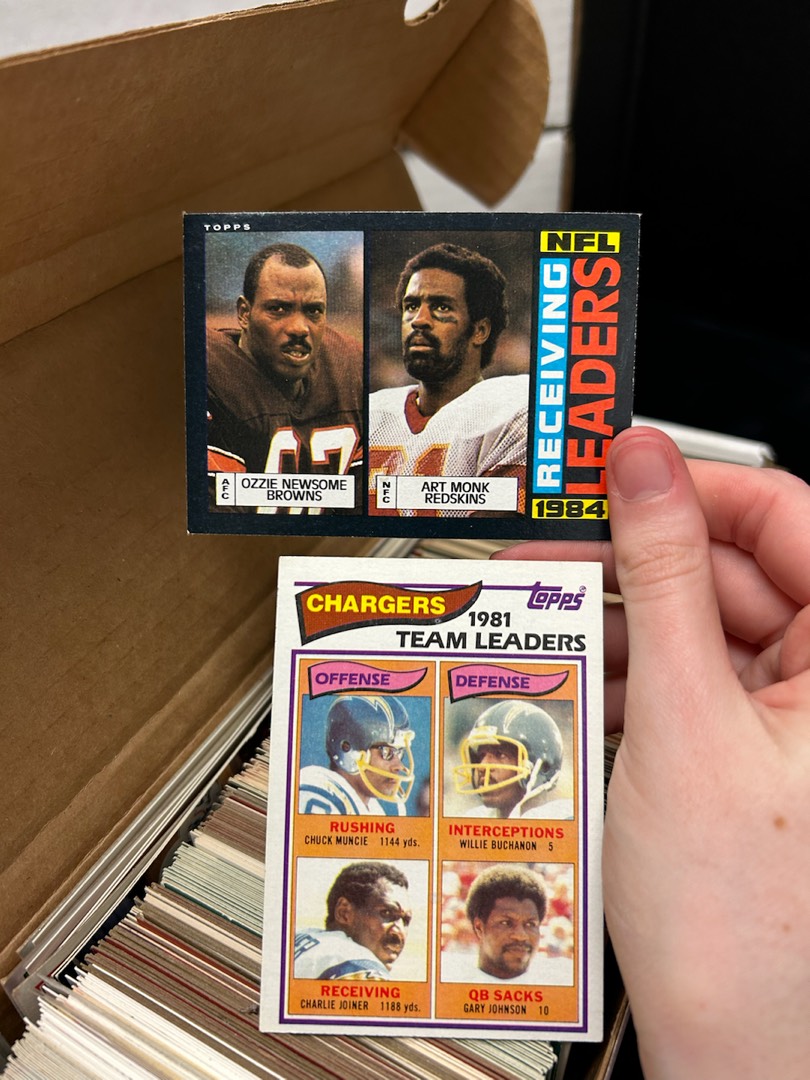 TOPPS
NFL
RECEIVING
LEADERS
1984
AFC
OZZIE NEWSOME
BROWNS
NFC
ART MONK
REDSKINS
CHARGERS
topps
1981
TEAM LEADERS
OFFENSE
DEFENSE
RUSHING
CHUCK MUNCIE 1144 yds.
INTERCEPTIONS
WILLIE BUCHANON 5
RECEIVING
CHARLIE JOINER 1188 yds.
QB SACKS
GARY JOHNSON 10